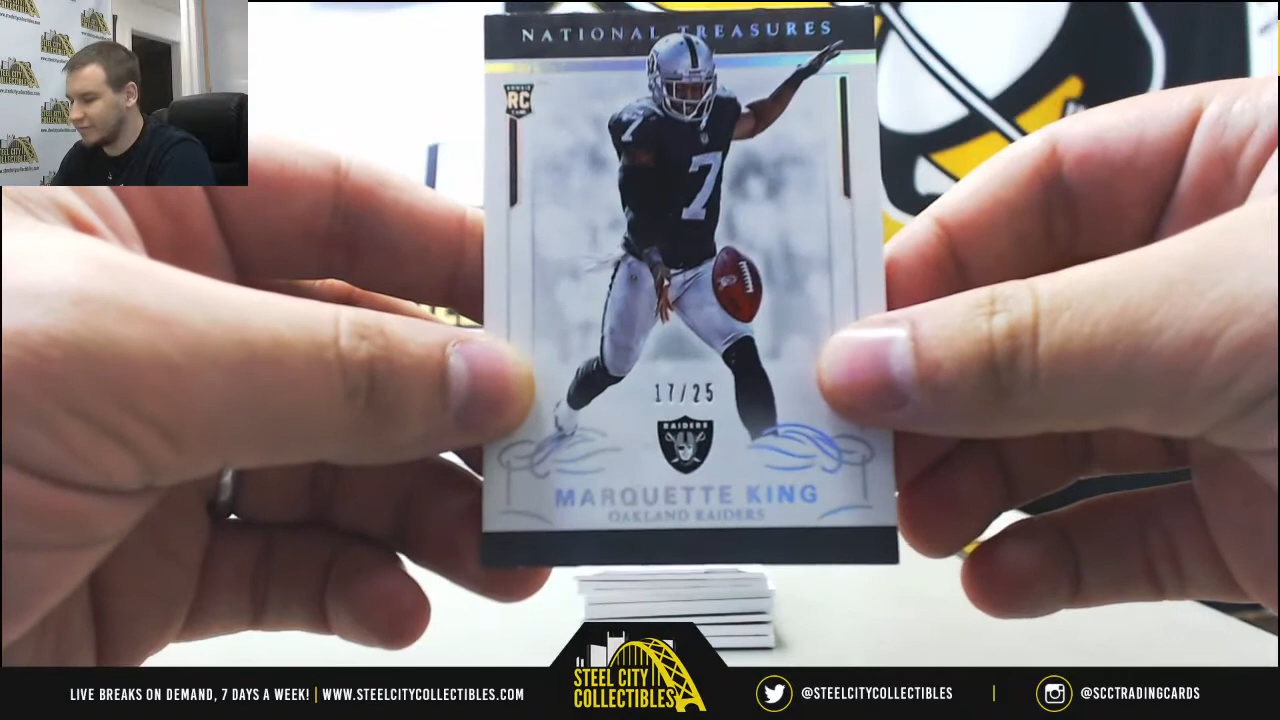 NATIONAL TREASURES
RC
7
7
17/25
RAIDERS
MARQUETTE KING
OAKLAND RAIDERS
STEEL CITY
COLLECTIBLES
LIVE BREAKS ON DEMAND, 7 DAYS A WEEK! | WWW.STEELCITYCOLLECTIBLES.COM
@STEELCITYCOLLECTIBLES
@SCCTRADINGCARDS